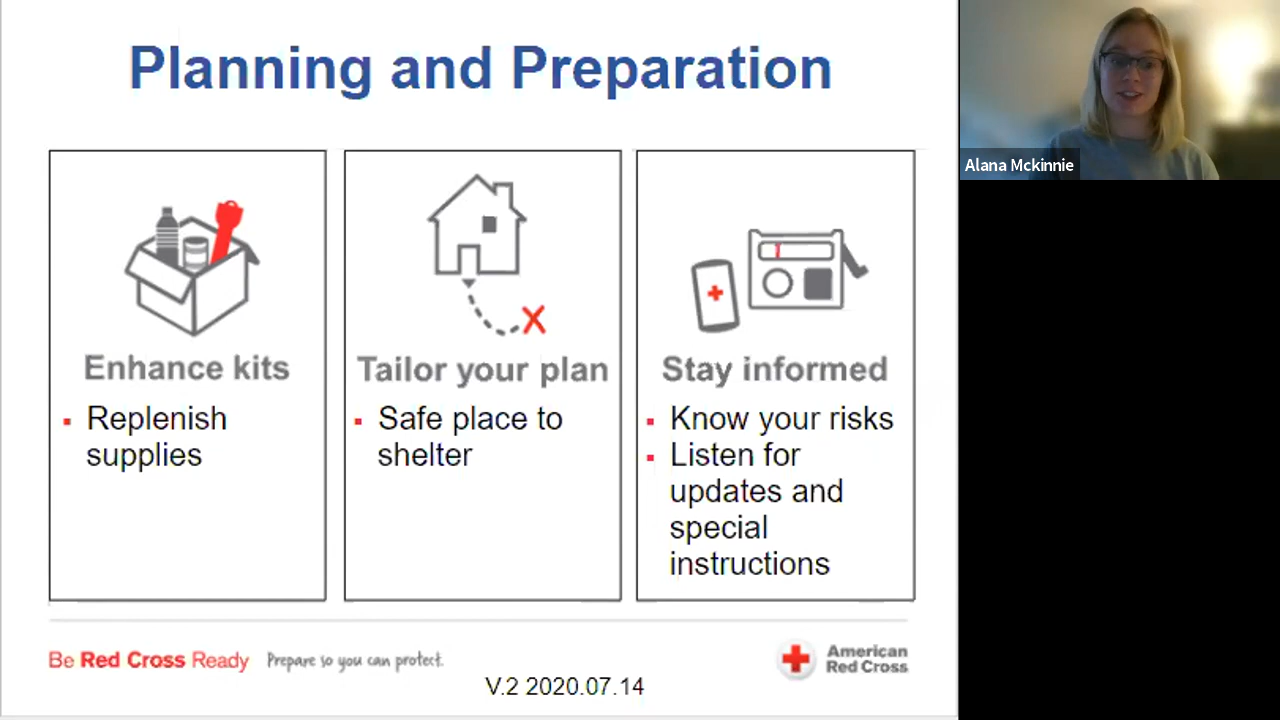 Planning and Preparation
Enhance kits
Replenish
supplies
Tailor your plan
Safe place to
shelter
Stay informed
Know your risks
Listen for
updates and
special
instructions
Be Red Cross Ready Prepare so you can protect.
American
Red Cross
V.2 2020.07.14
Alana Mckinnie